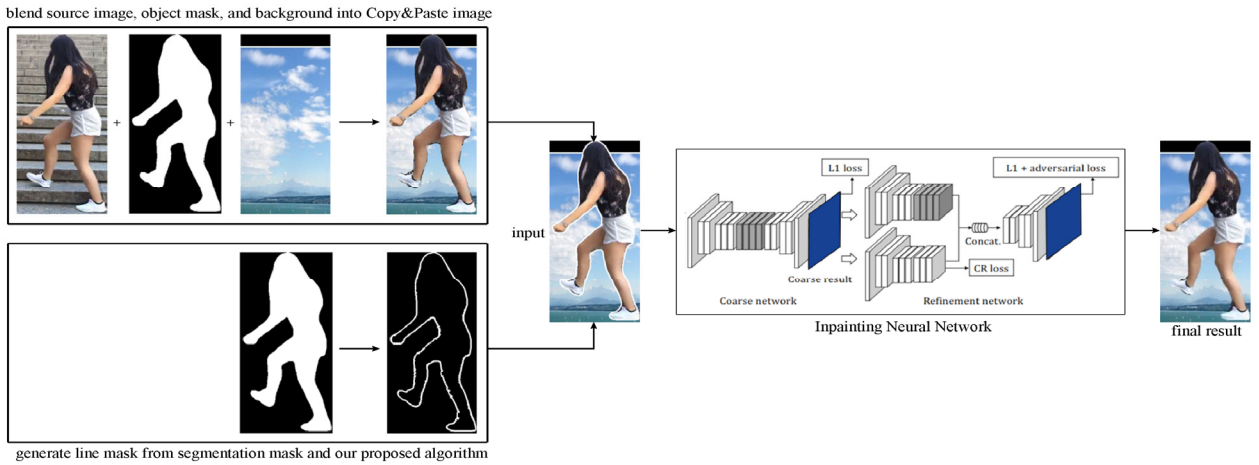 blend source image, object mask, and background into Copy&Paste image
+
+
input
L1 loss
L1 + adversarial loss
Concat.
CR loss
Coarse result
Coarse network
Refinement network
Inpainting Neural Network
final result
generate line mask from segmentation mask and our proposed algorithm